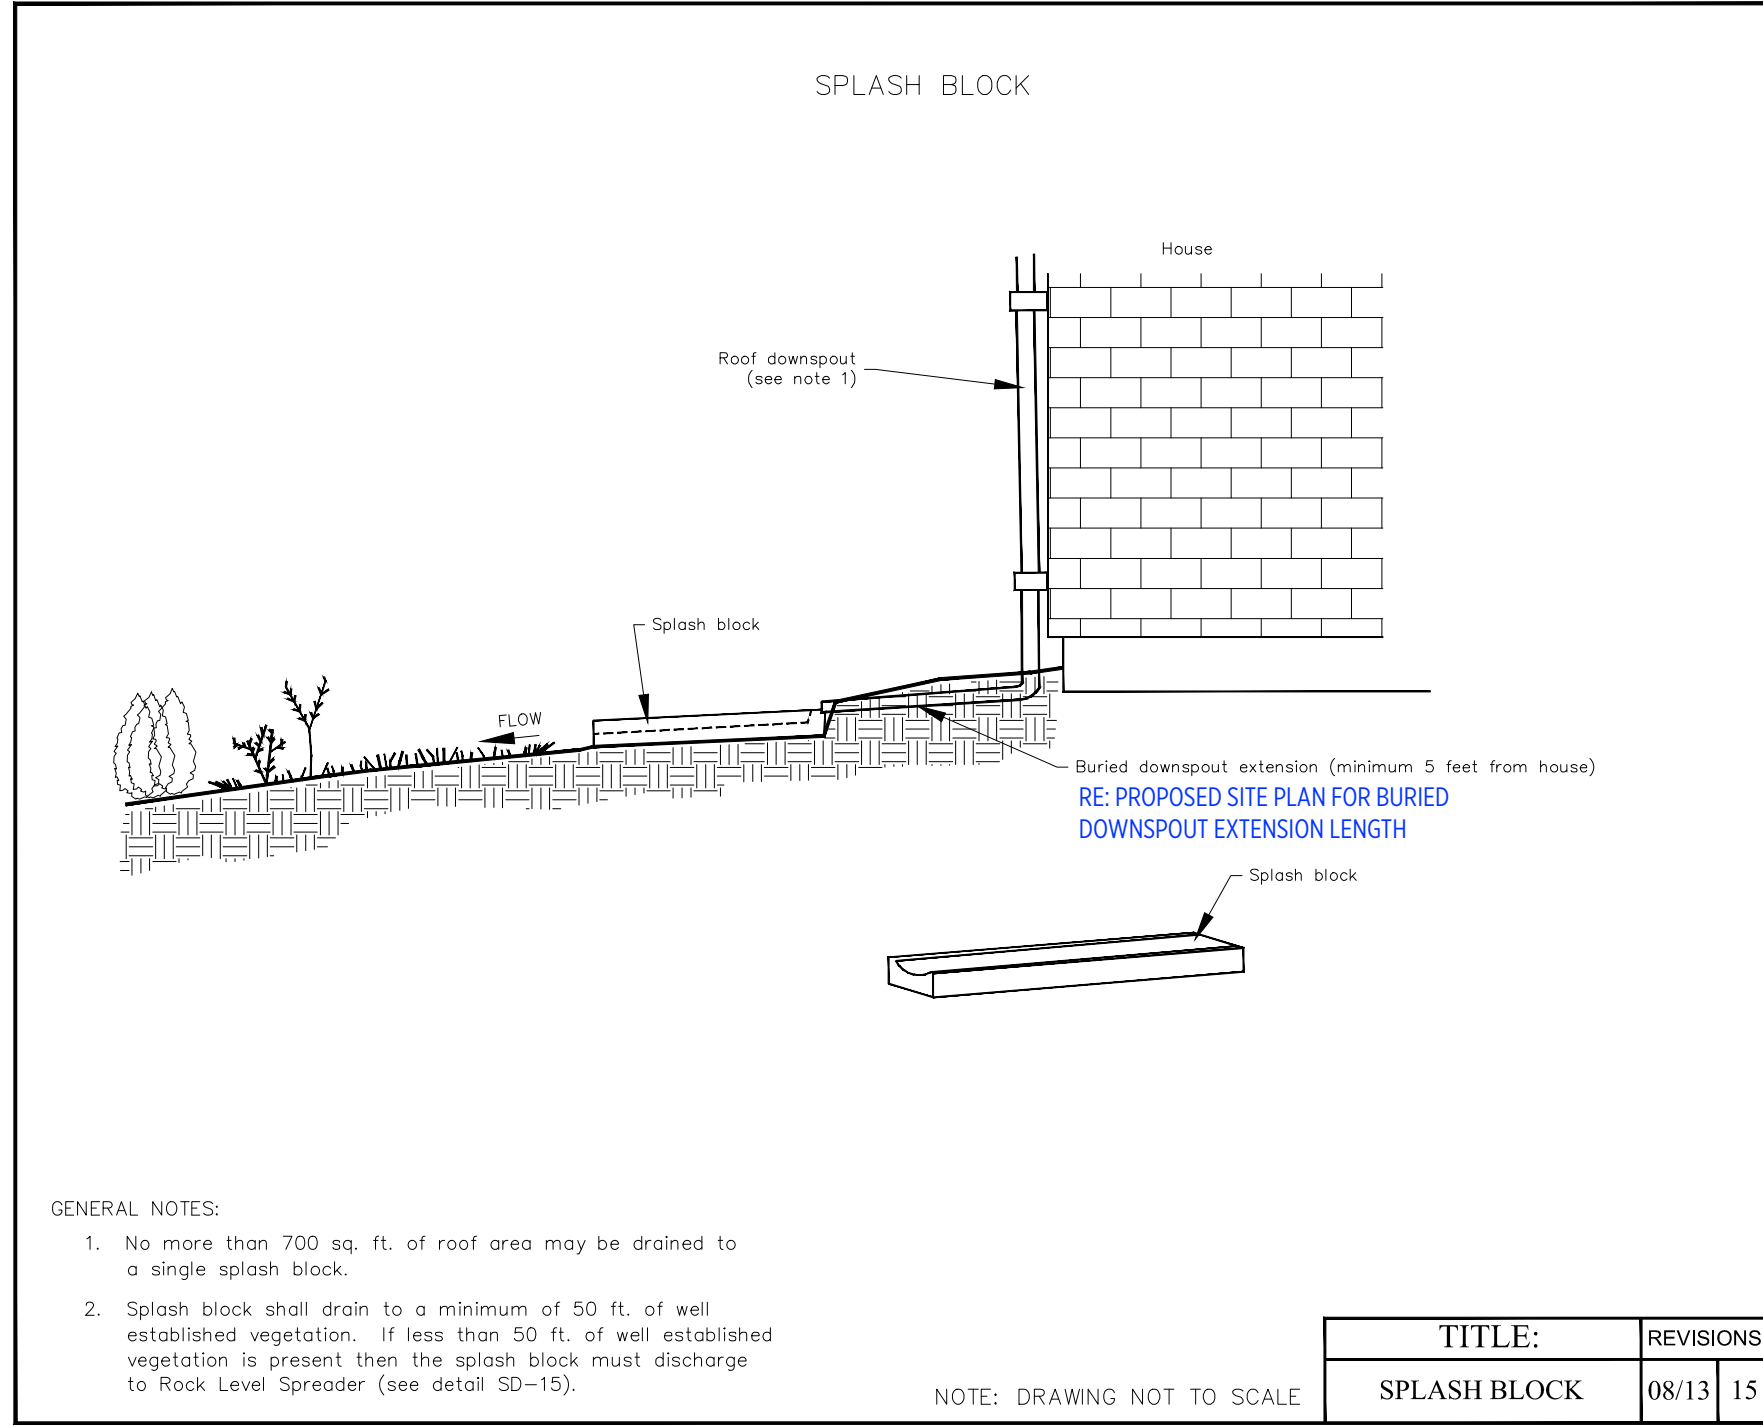 SPLASH BLOCK
House
Roof downspout
(see note 1)
Splash block
FLOW
Buried downspout extension (minimum 5 feet from house)
RE: PROPOSED SITE PLAN FOR BURIED
DOWNSPOUT EXTENSION LENGTH
Splash block
GENERAL NOTES:
1. No more than 700 sq. ft. of roof area may be drained to
a single splash block.
2. Splash block shall drain to a minimum of 50 ft. of well
established vegetation. If less than 50 ft. of well established
vegetation is present then the splash block must discharge
to Rock Level Spreader (see detail SD-15).
NOTE: DRAWING NOT TO SCALE
TITLE:
REVISIONS
SPLASH BLOCK
08/13
15